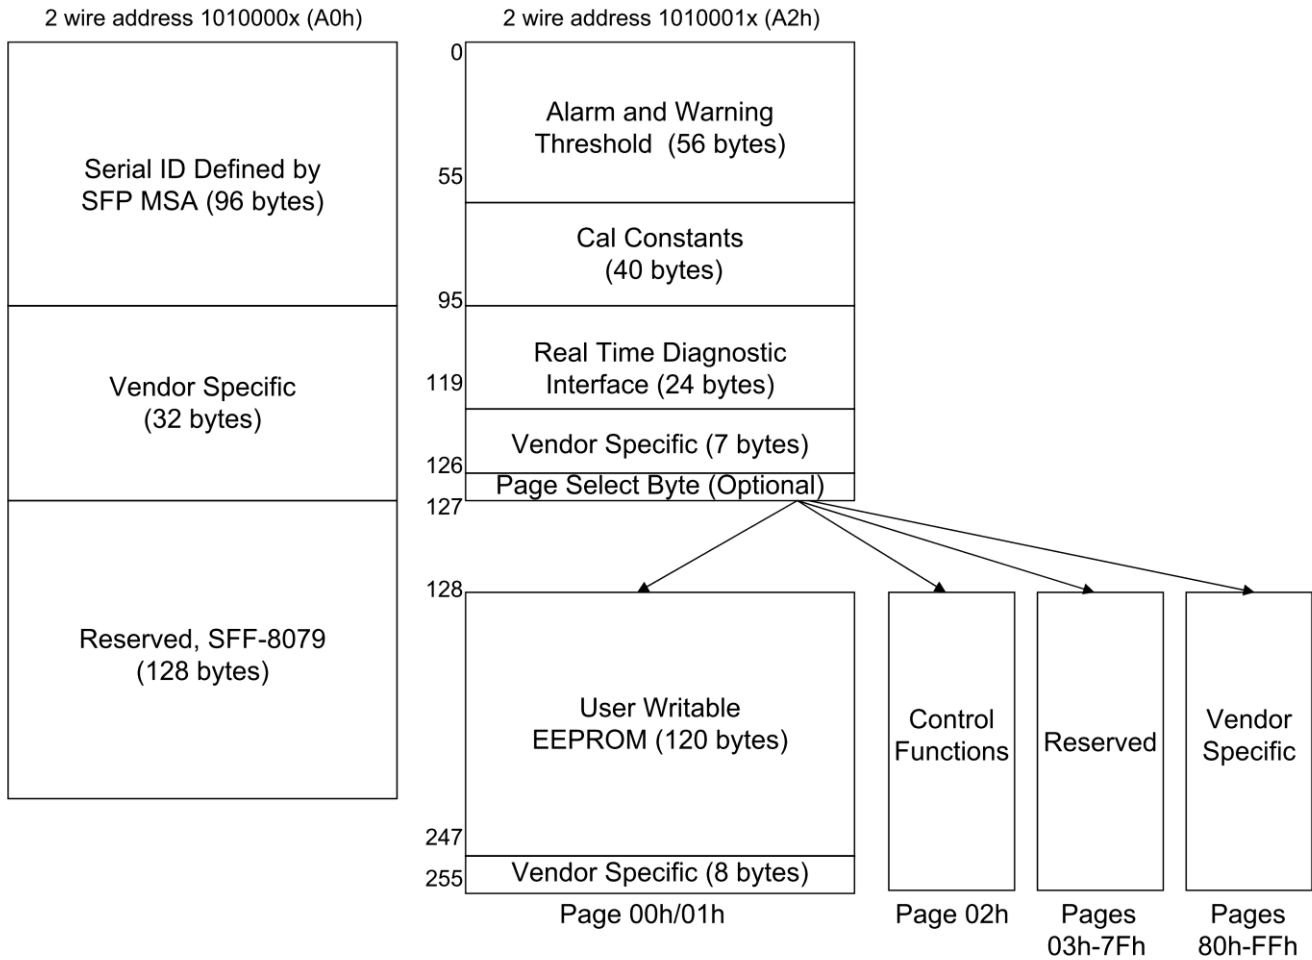 2 wire address 1010000x (A0h)
Serial ID Defined by
SFP MSA (96 bytes)
Vendor Specific
(32 bytes)
Reserved, SFF-8079
(128 bytes)
2 wire address 1010001x (A2h)
0
Alarm and Warning
Threshold (56 bytes)
55
Cal Constants
(40 bytes)
95
Real Time Diagnostic
Interface (24 bytes)
119
Vendor Specific (7 bytes)
126
Page Select Byte (Optional)
127
128
User Writable
EEPROM (120 bytes)
247
Vendor Specific (8 bytes)
255
Page 00h/01h
Control
Functions
Page 02h
Reserved
Pages
03h-7Fh
Vendor
Specific
Pages
80h-FFh